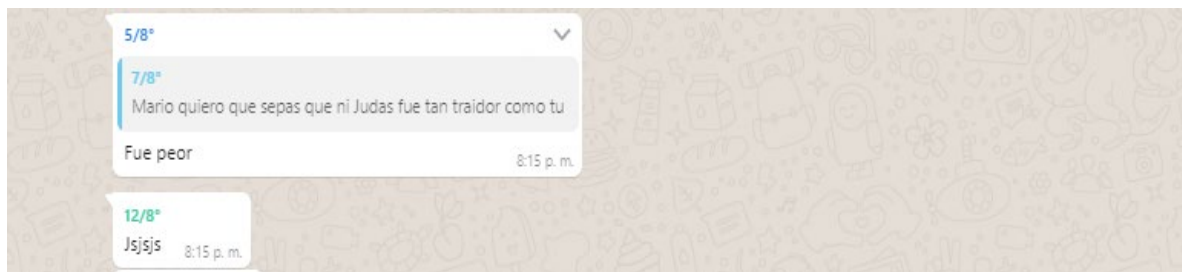 5/8°
7/8°
Mario quiero que sepas que ni Judas fue tan traidor como tu
Fue peor
8:15 p. m.
12/8°
Jsjsjs
8:15 p. m.